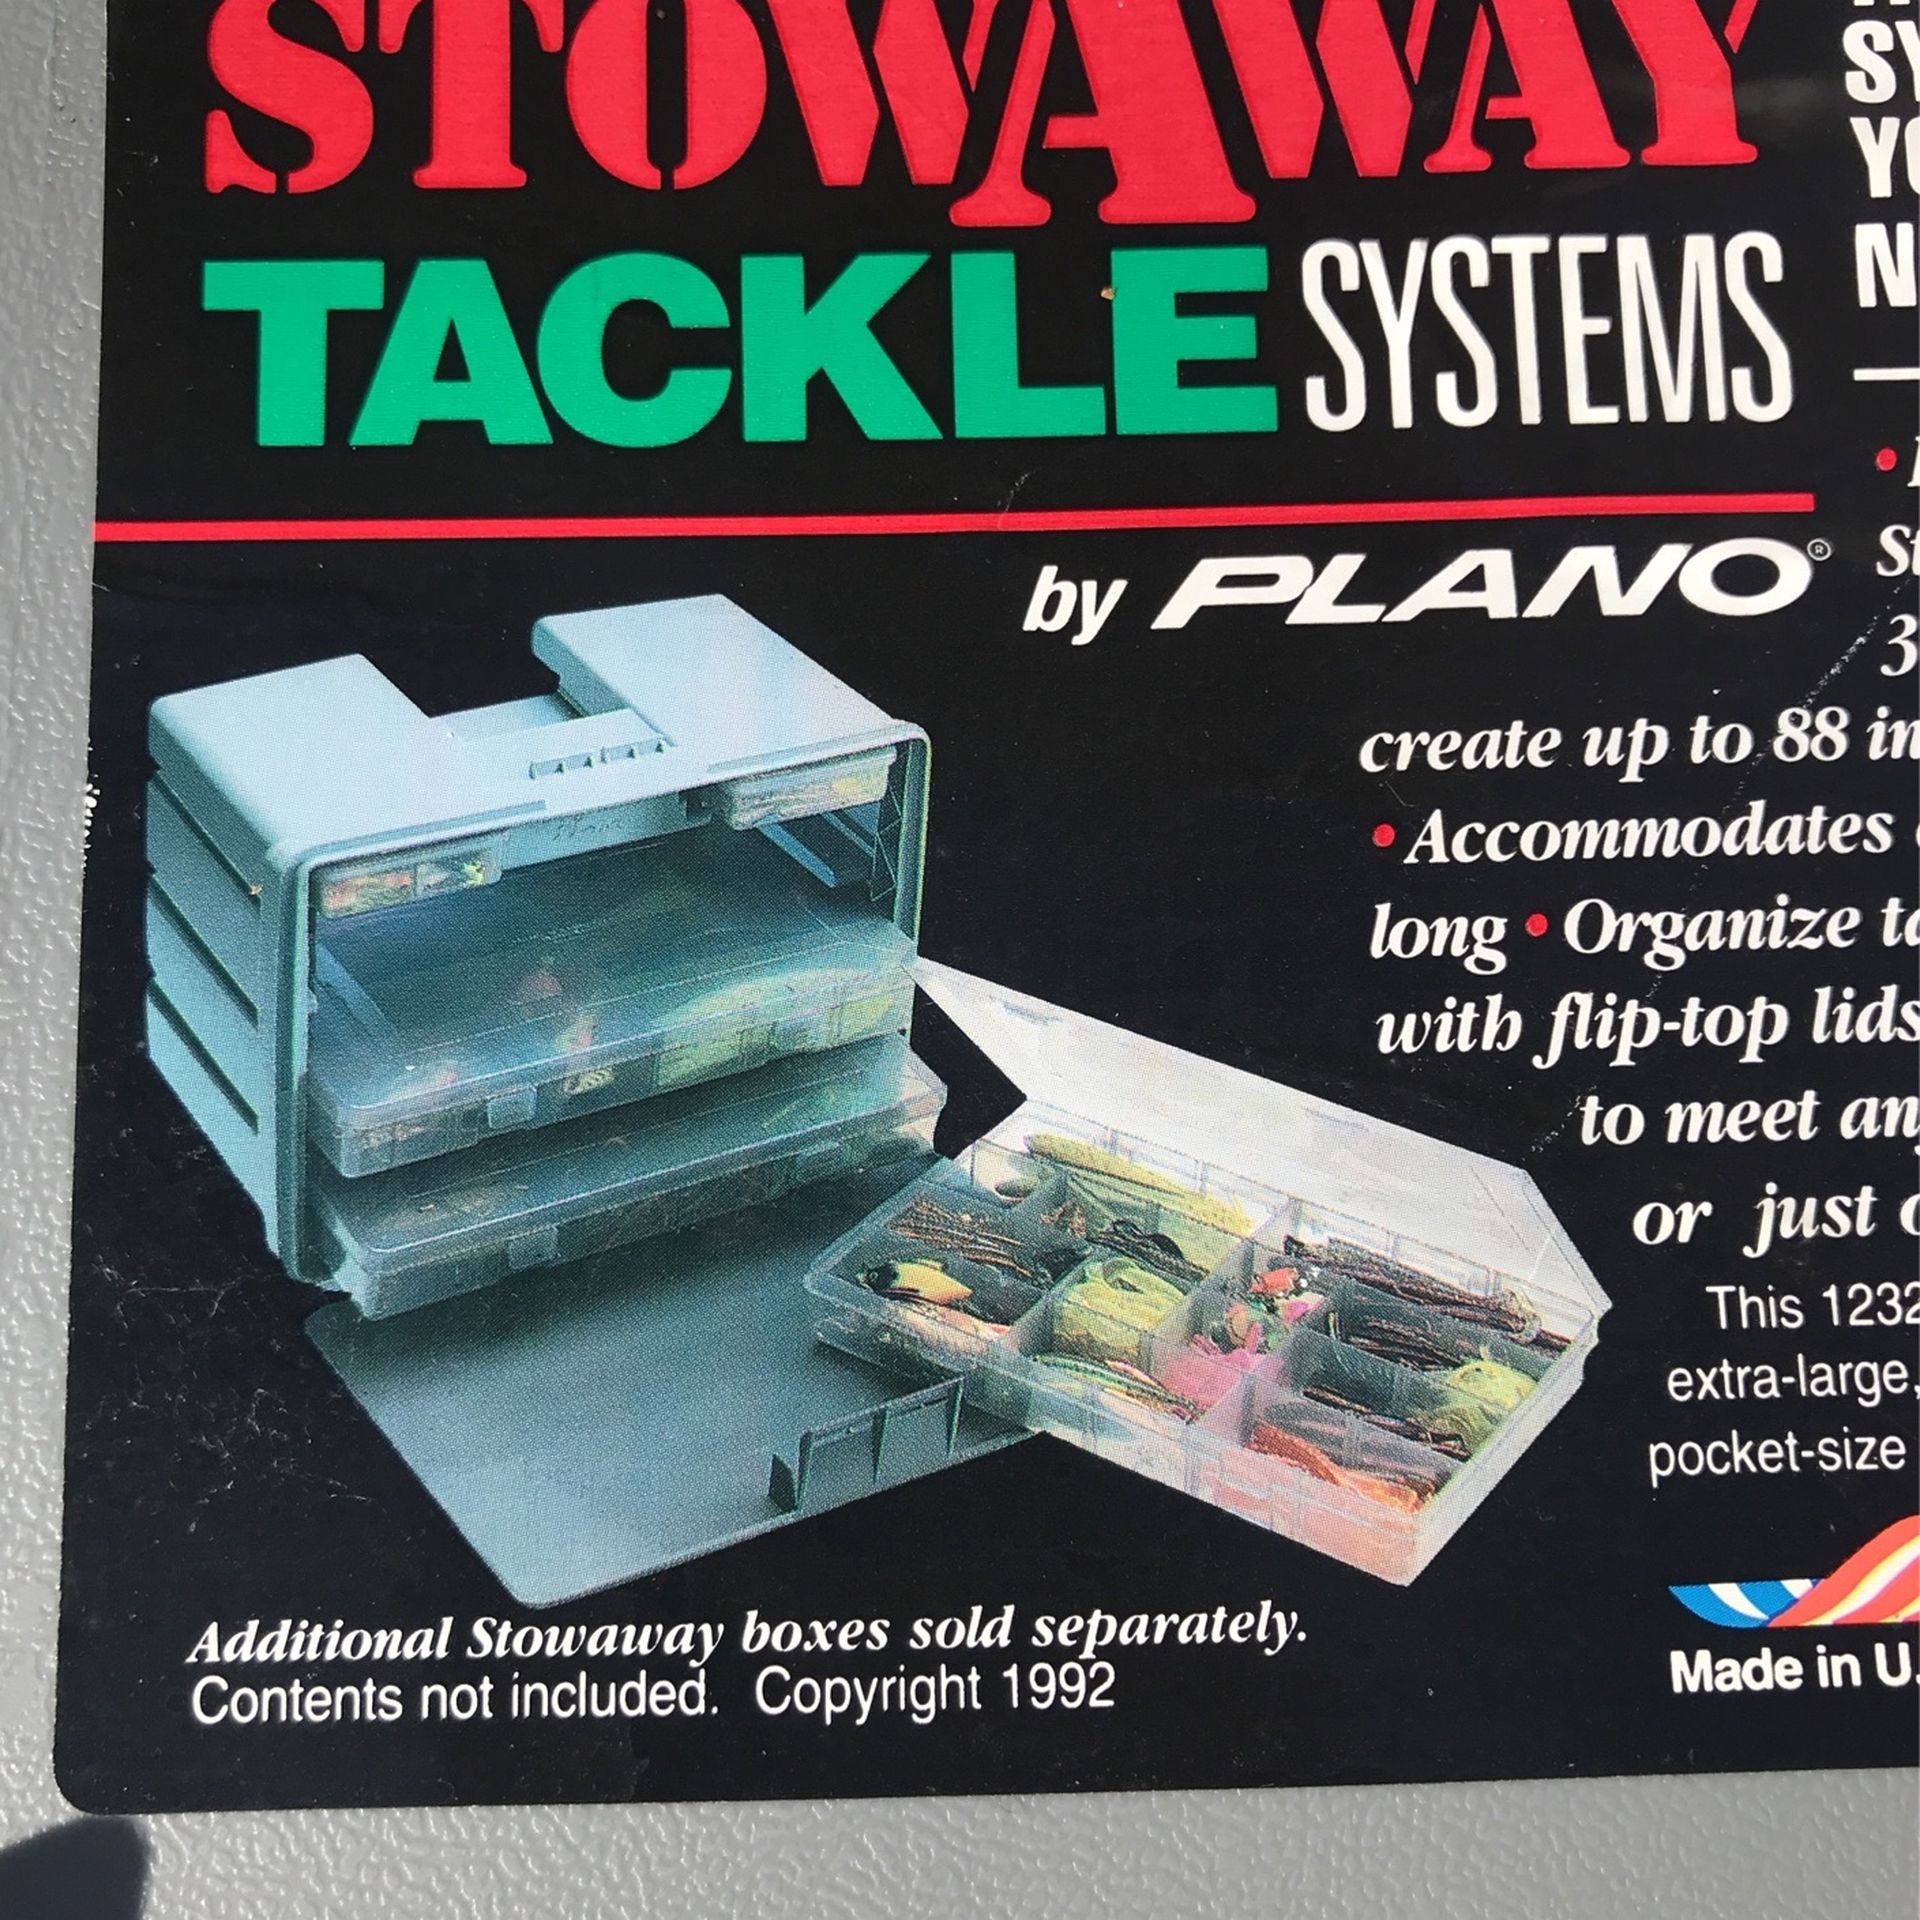 STOWAWAY
SY
TACKLE SYSTEMS
by PLANO®
create up to 88 in
• Accommodates
long • Organize
with flip-top lids
to meet
or just
This 1232
extra-large,
pocket-size
Additional Stowaway boxes sold separately.
Made in U.
Contents not included. Copyright 1992